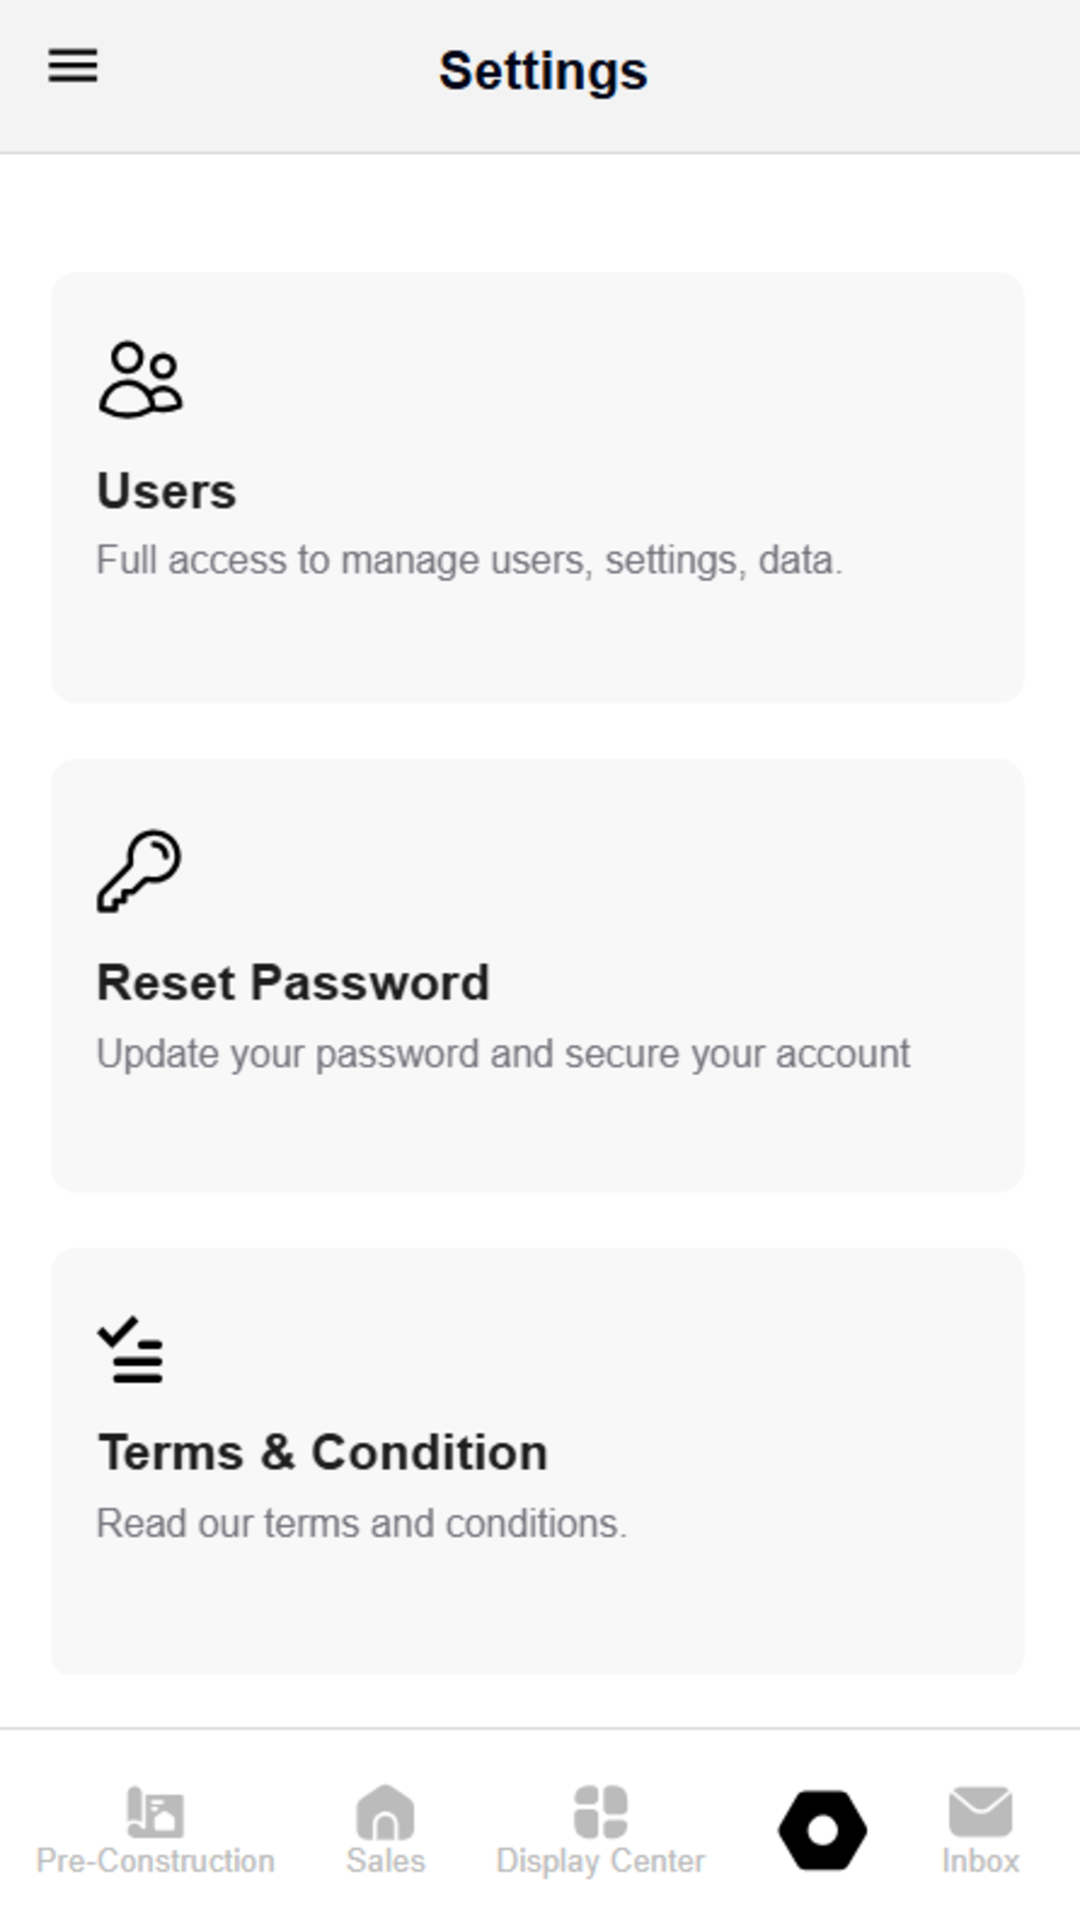 Settings
Users
Full access to manage users, settings, data.
Reset Password
Update your password and secure your account
Terms & Condition
Read our terms and conditions.
Pre-Construction
Sales
Display Center
Inbox